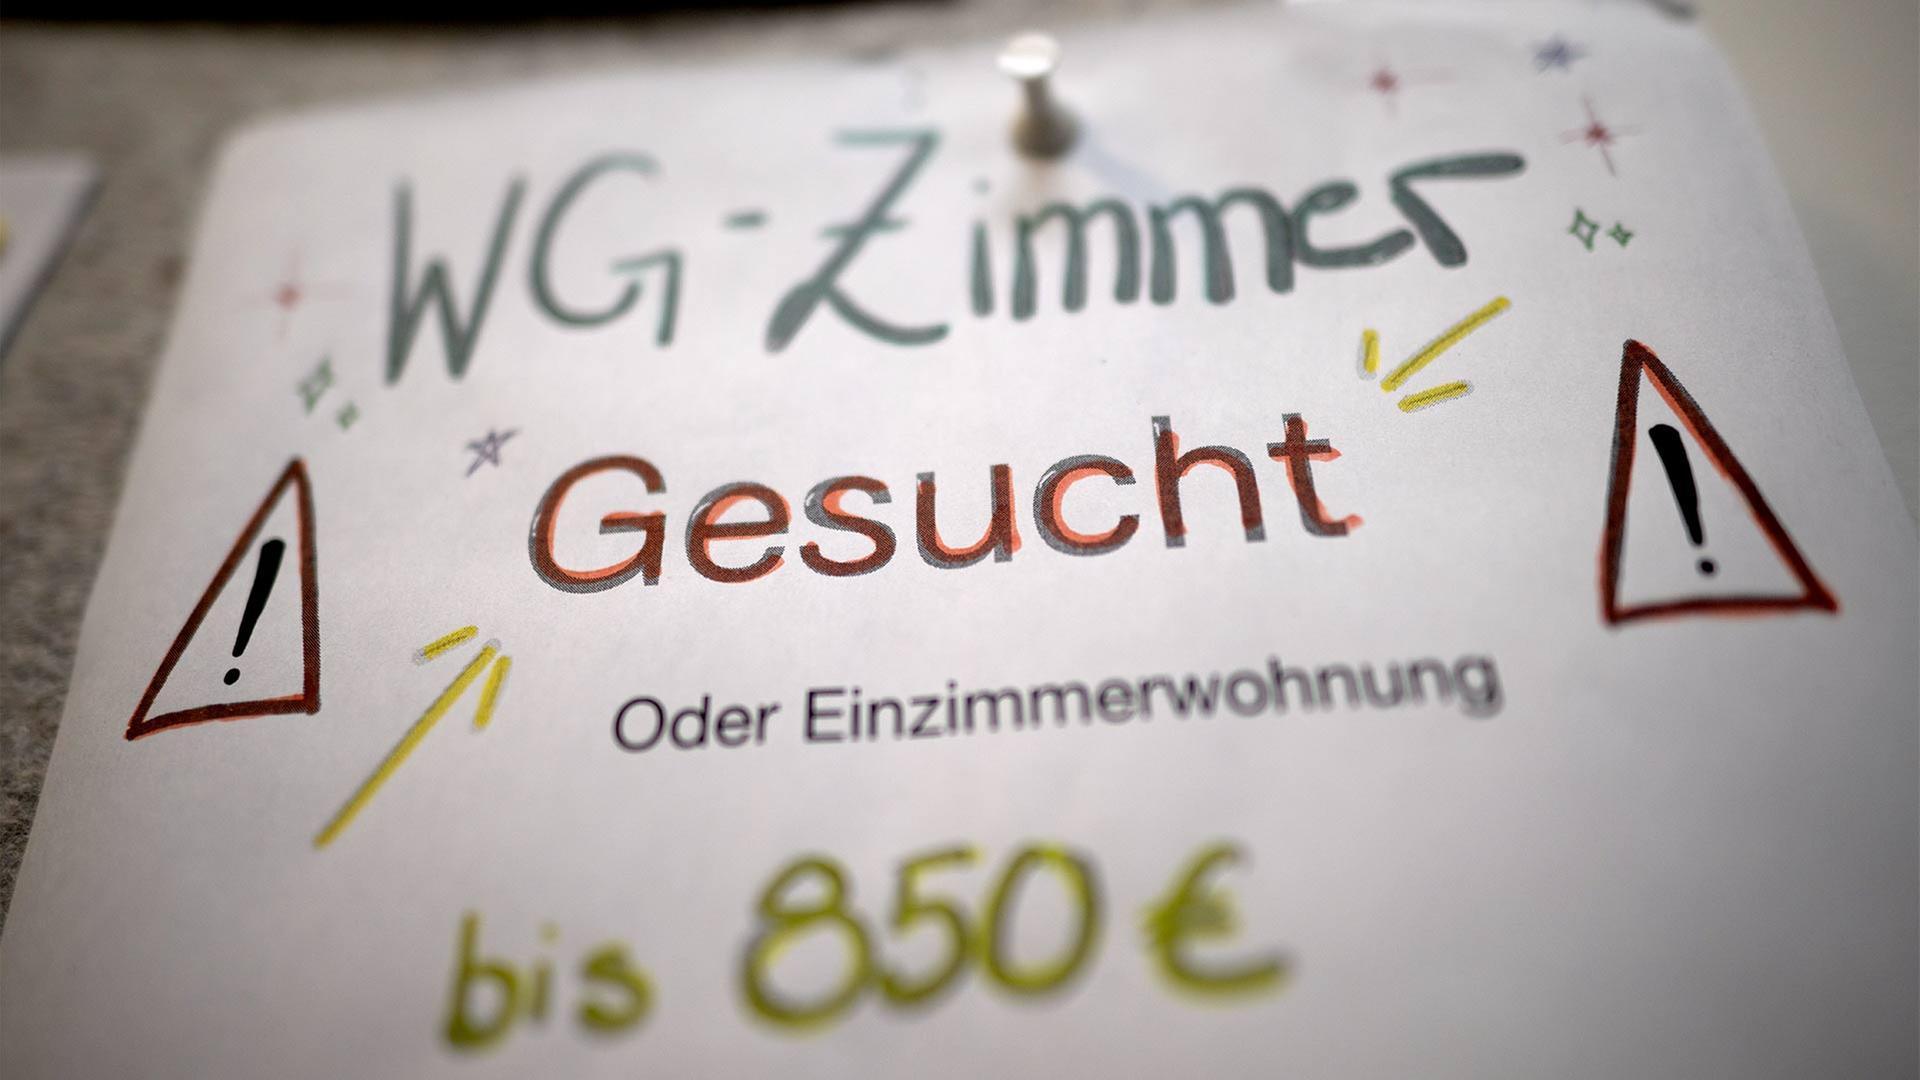 WG-Zimmer
Gesucht
Oder Einzimmerwohnung
bis 850 €